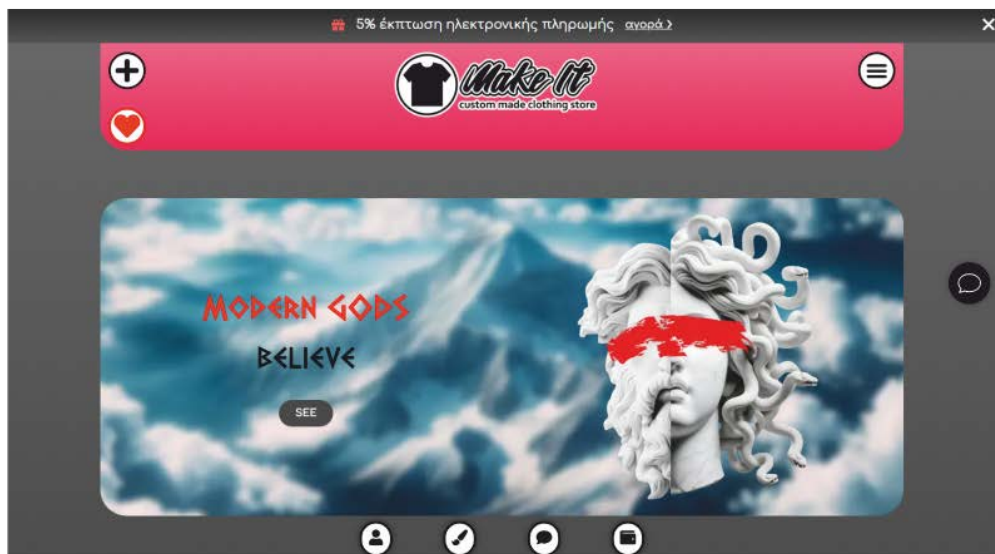 5% έκπτωση ηλεκτρονικής πληρωμής αγορά
Make It
custom made clothing store
MODERN GODS
BELIEVE
SEE